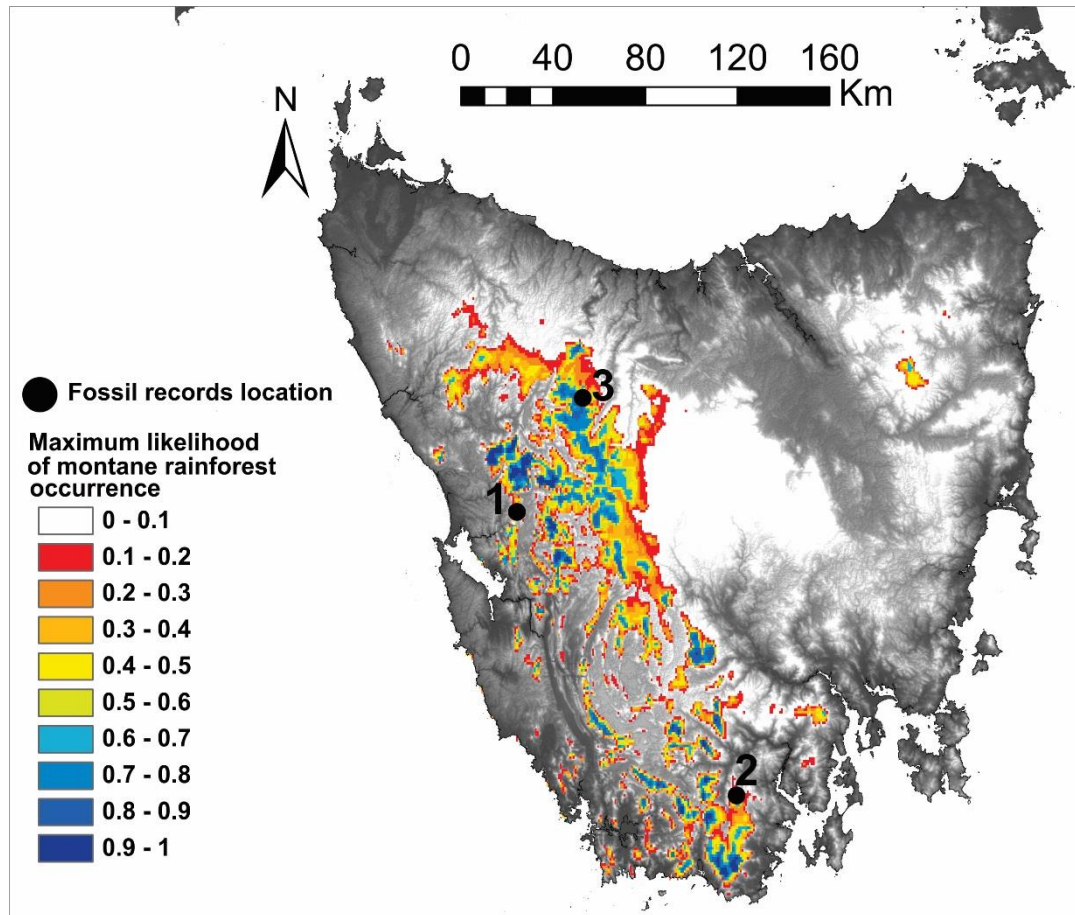 0 40 80 120 160
Km
N
Fossil records location
Maximum likelihood
of montane rainforest
occurrence
0 - 0.1
0.1 - 0.2
0.2 - 0.3
0.3 - 0.4
0.4 - 0.5
0.5 - 0.6
0.6 - 0.7
0.7 - 0.8
0.8 - 0.9
0.9 - 1
3
1
2